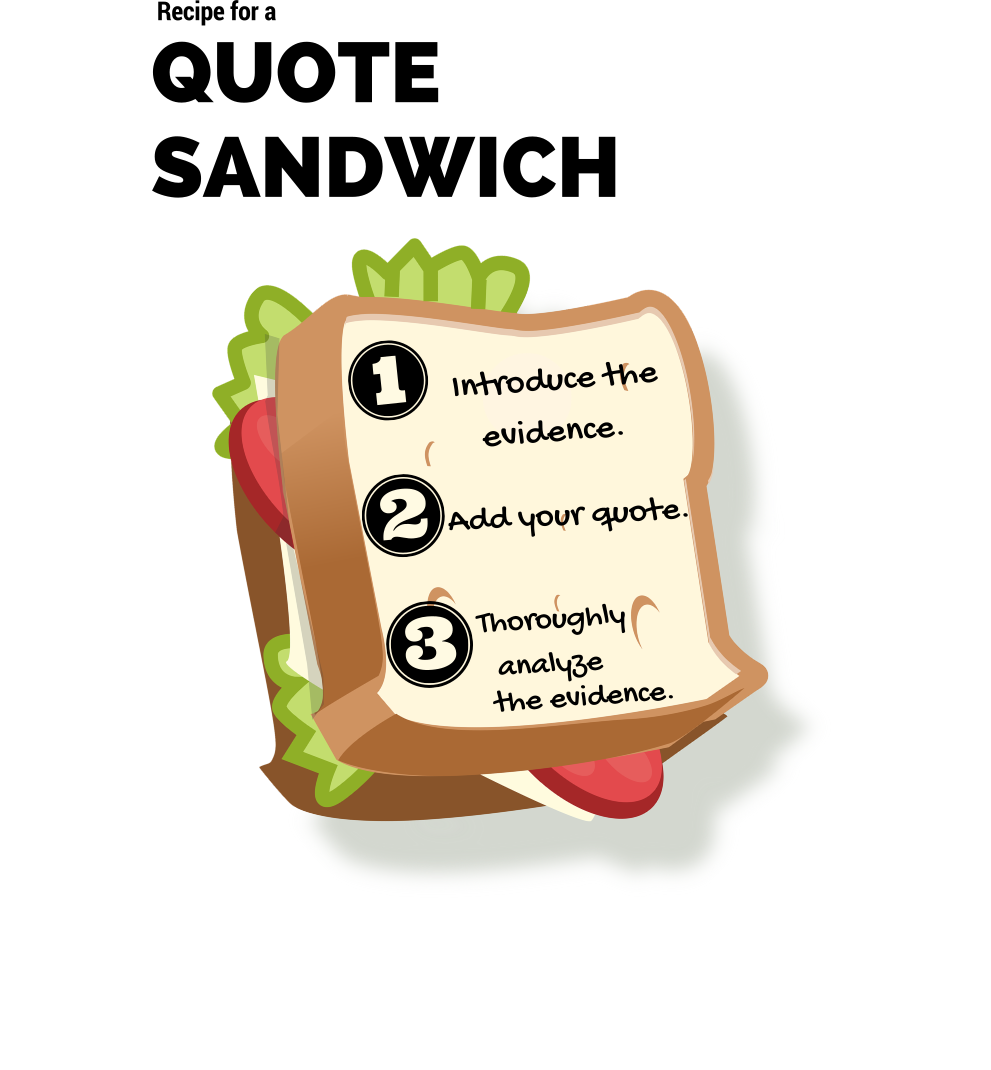 Recipe for a
QUOTE
SANDWICH
1
Introduce the
evidence.
2
Add your quote.
3
Thoroughly
analyze
the evidence.